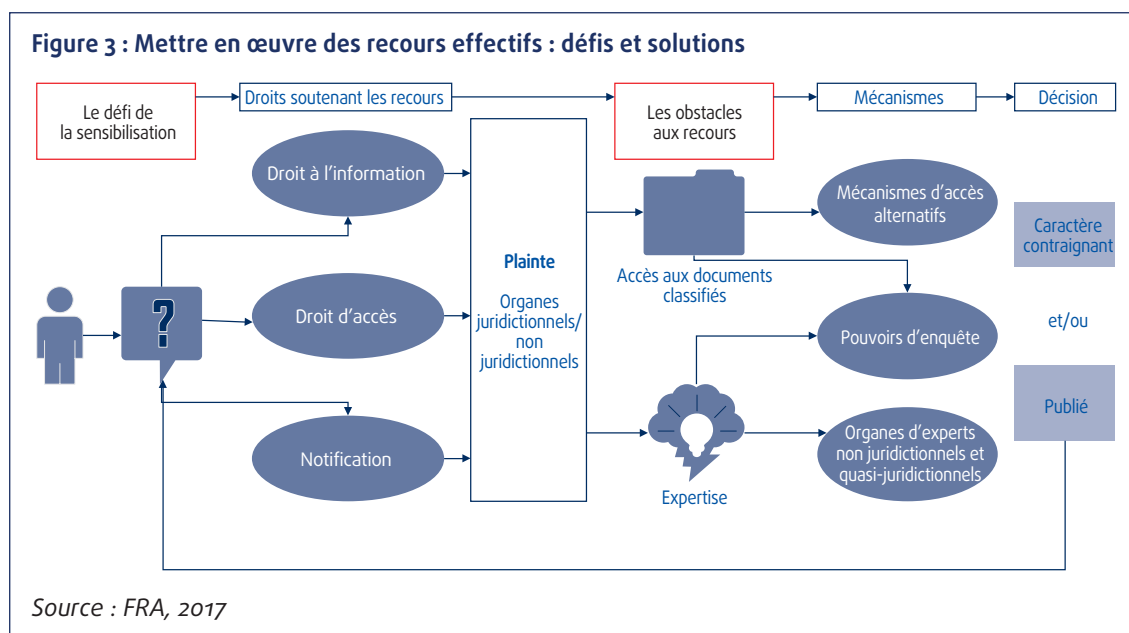 Figure 3 : Mettre en œuvre des recours effectifs : défis et solutions
Le défi de
la sensibilisation
Droits soutenant les recours
Les obstacles
aux recours
Mécanismes
Décision
Droit à l'information
Droit d'accès
Notification
?
Plainte
Organes
juridictionnels/
non
juridictionnels
Accès aux documents
classifiés
Expertise
Mécanismes d'accès
alternatifs
Pouvoirs d'enquête
Organes d'experts
non juridictionnels et
quasi-juridictionnels
Caractère
contraignant
et/ou
Publié
Source : FRA, 2017